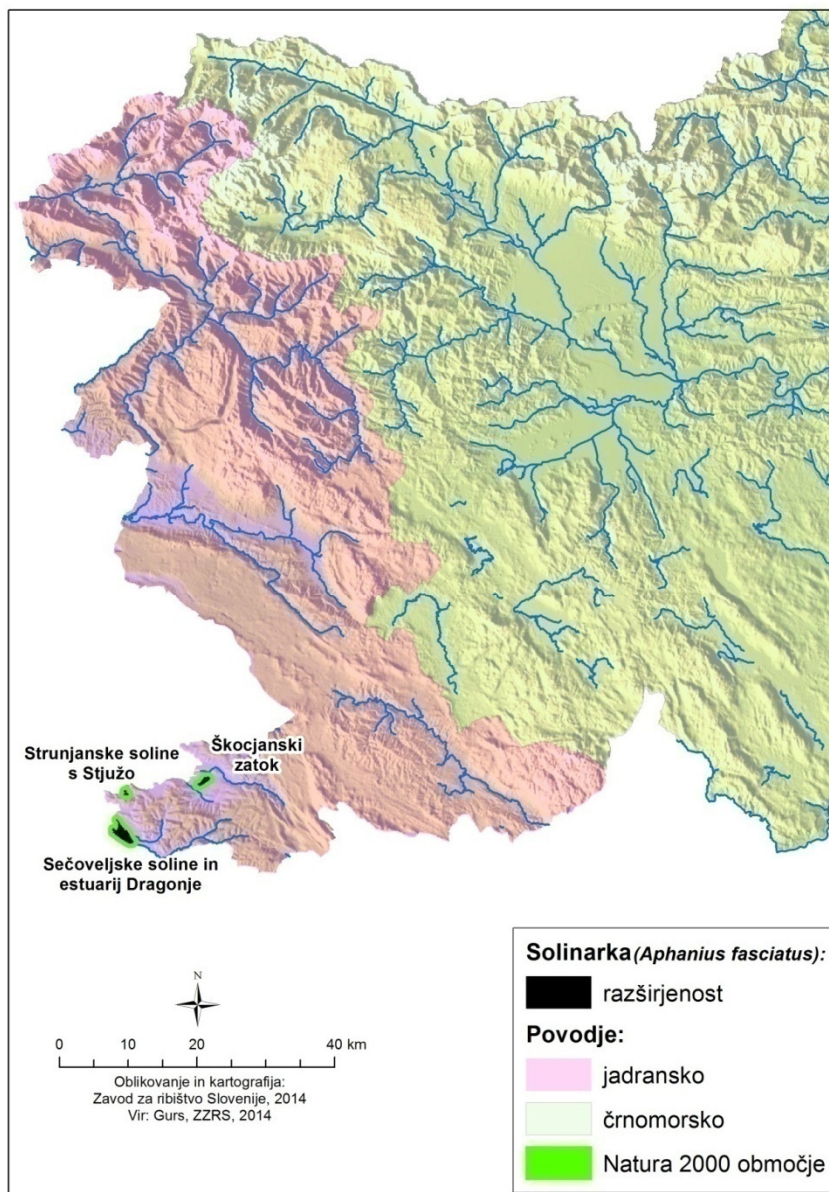 Strunjanske soline
s Stjužo
Škocjanski
zatok
Sečoveljske soline in
estuarij Dragonje
N
0 10 20 40 km
Oblikovanje in kartografija:
Zavod za ribištvo Slovenije, 2014
Vir: Gurs, ZZRS, 2014
Solinarka (Aphanius fasciatus):
razširjenost
Povodje:
jadransko
črnomorsko
Natura 2000 območje